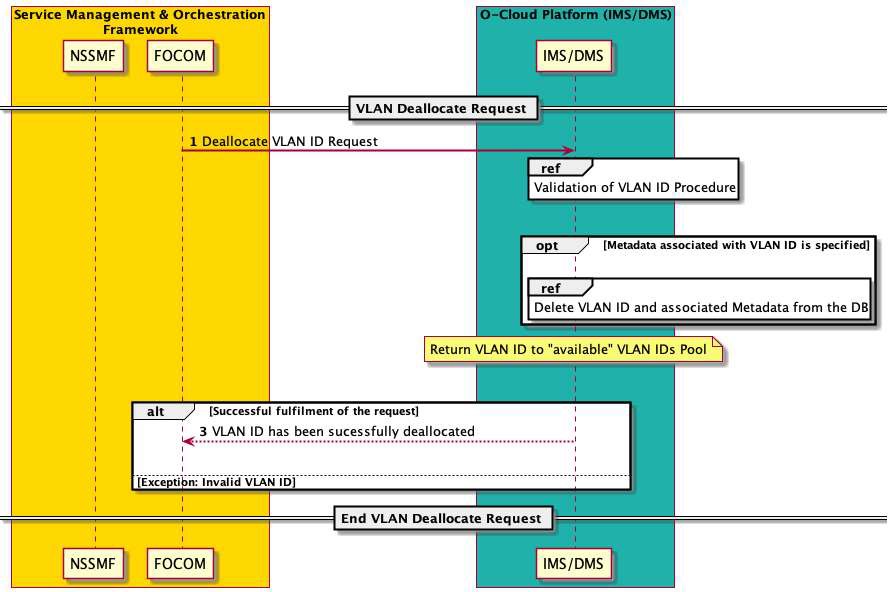 Service Management & Orchestration
Framework
O-Cloud Platform (IMS/DMS)
NSSMF
FOCOM
IMS/DMS
VLAN Deallocate Request
1 Deallocate VLAN ID Request
ref
Validation of VLAN ID Procedure
opt [Metadata associated with VLAN ID is specified]
ref
Delete VLAN ID and associated Metadata from the DB
Return VLAN ID to "available" VLAN IDs Pool
alt [Successful fulfilment of the request]
3 VLAN ID has been sucessfully deallocated
[Exception: Invalid VLAN ID]
End VLAN Deallocate Request
NSSMF
FOCOM
IMS/DMS